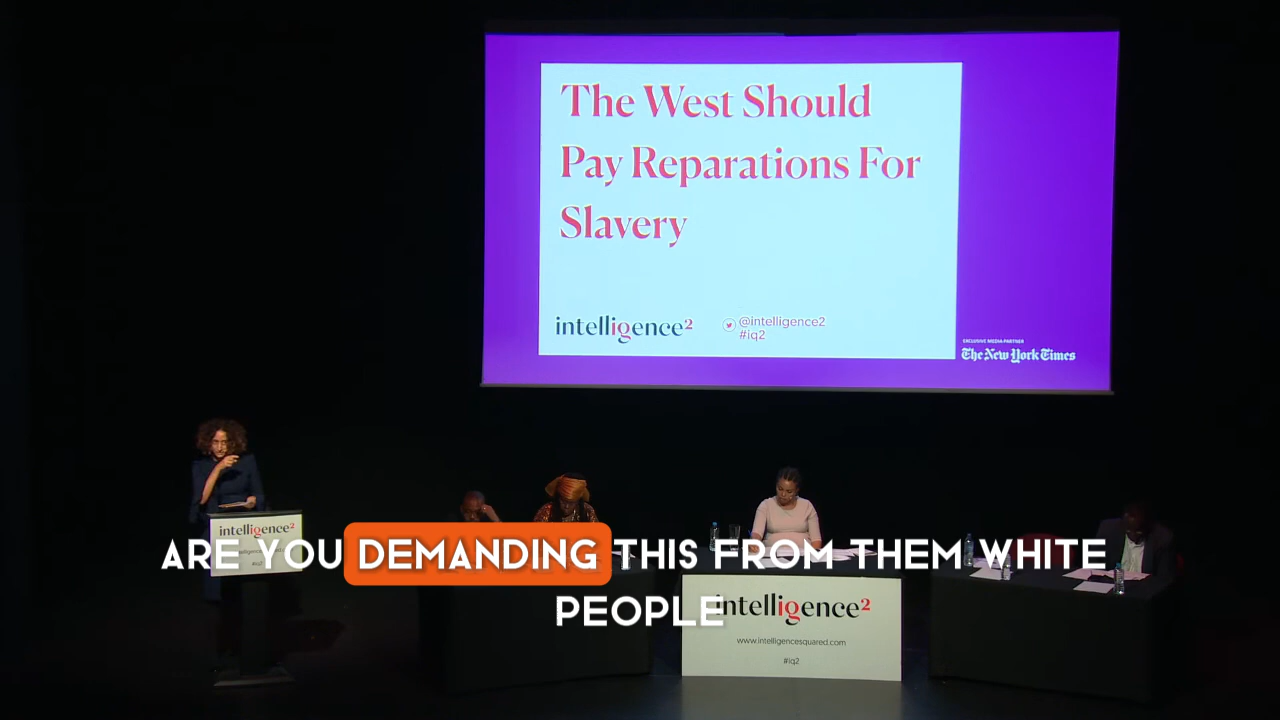 The West Should
Pay Reparations For
Slavery
intelligence²
@intelligence2
#iq2
EXCLUSIVE MEDIA PARTNER
The New York Times
intelligence²
ARE YOU DEMANDING THIS FROM THEM WHITE
PEOPLE
intelligence²
www.intelligencesquared.com
#iq2